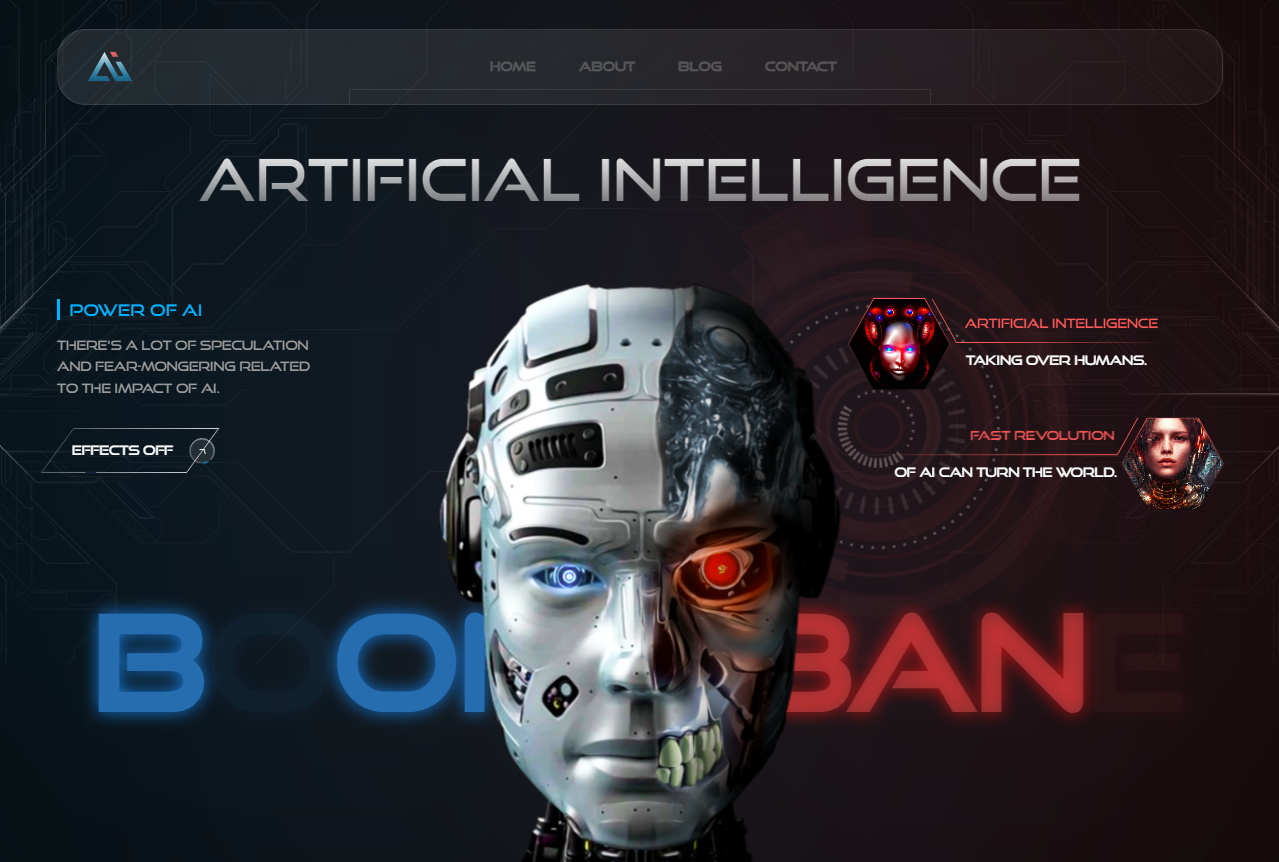 Ai
HOME ABOUT BLOG CONTACT
ARTIFICIAL INTELLIGENCE
POWER OF AI
THERE'S A LOT OF SPECULATION
AND FEAR-MONGERING RELATED
TO THE IMPACT OF AI.
EFFECTS OFF
ARTIFICIAL INTELLIGENCE
TAKING OVER HUMANS.
FAST REVOLUTION
OF AI CAN TURN THE WORLD.
BOON BANE